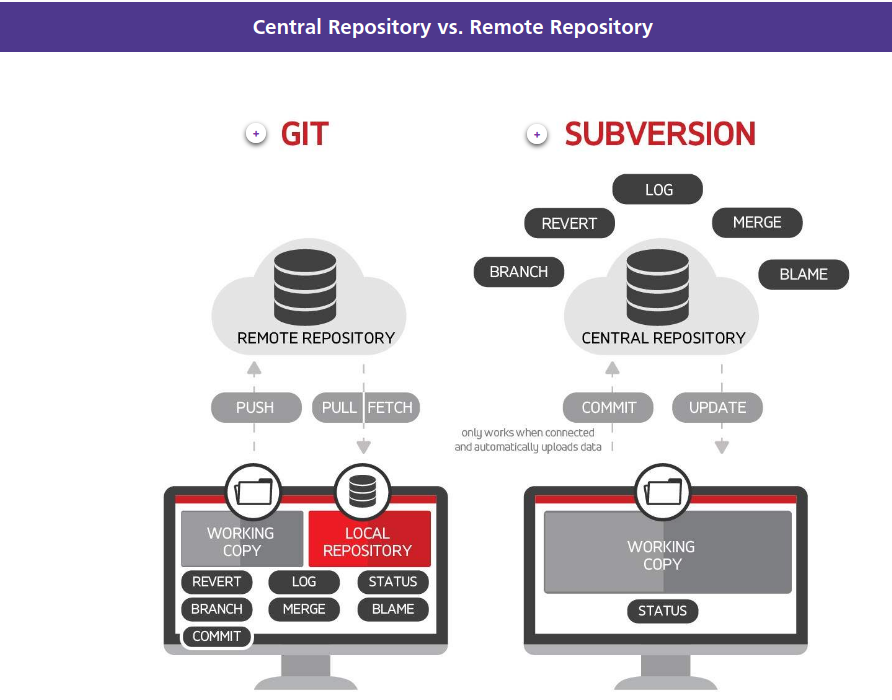 Central Repository vs. Remote Repository
+ GIT
REMOTE REPOSITORY
PUSH
PULL FETCH
WORKING
COPY
LOCAL
REPOSITORY
REVERT LOG STATUS
BRANCH MERGE BLAME
COMMIT
+ SUBVERSION
LOG
REVERT MERGE
BRANCH BLAME
CENTRAL REPOSITORY
COMMIT UPDATE
only works when connected
and automatically uploads data
WORKING
COPY
STATUS